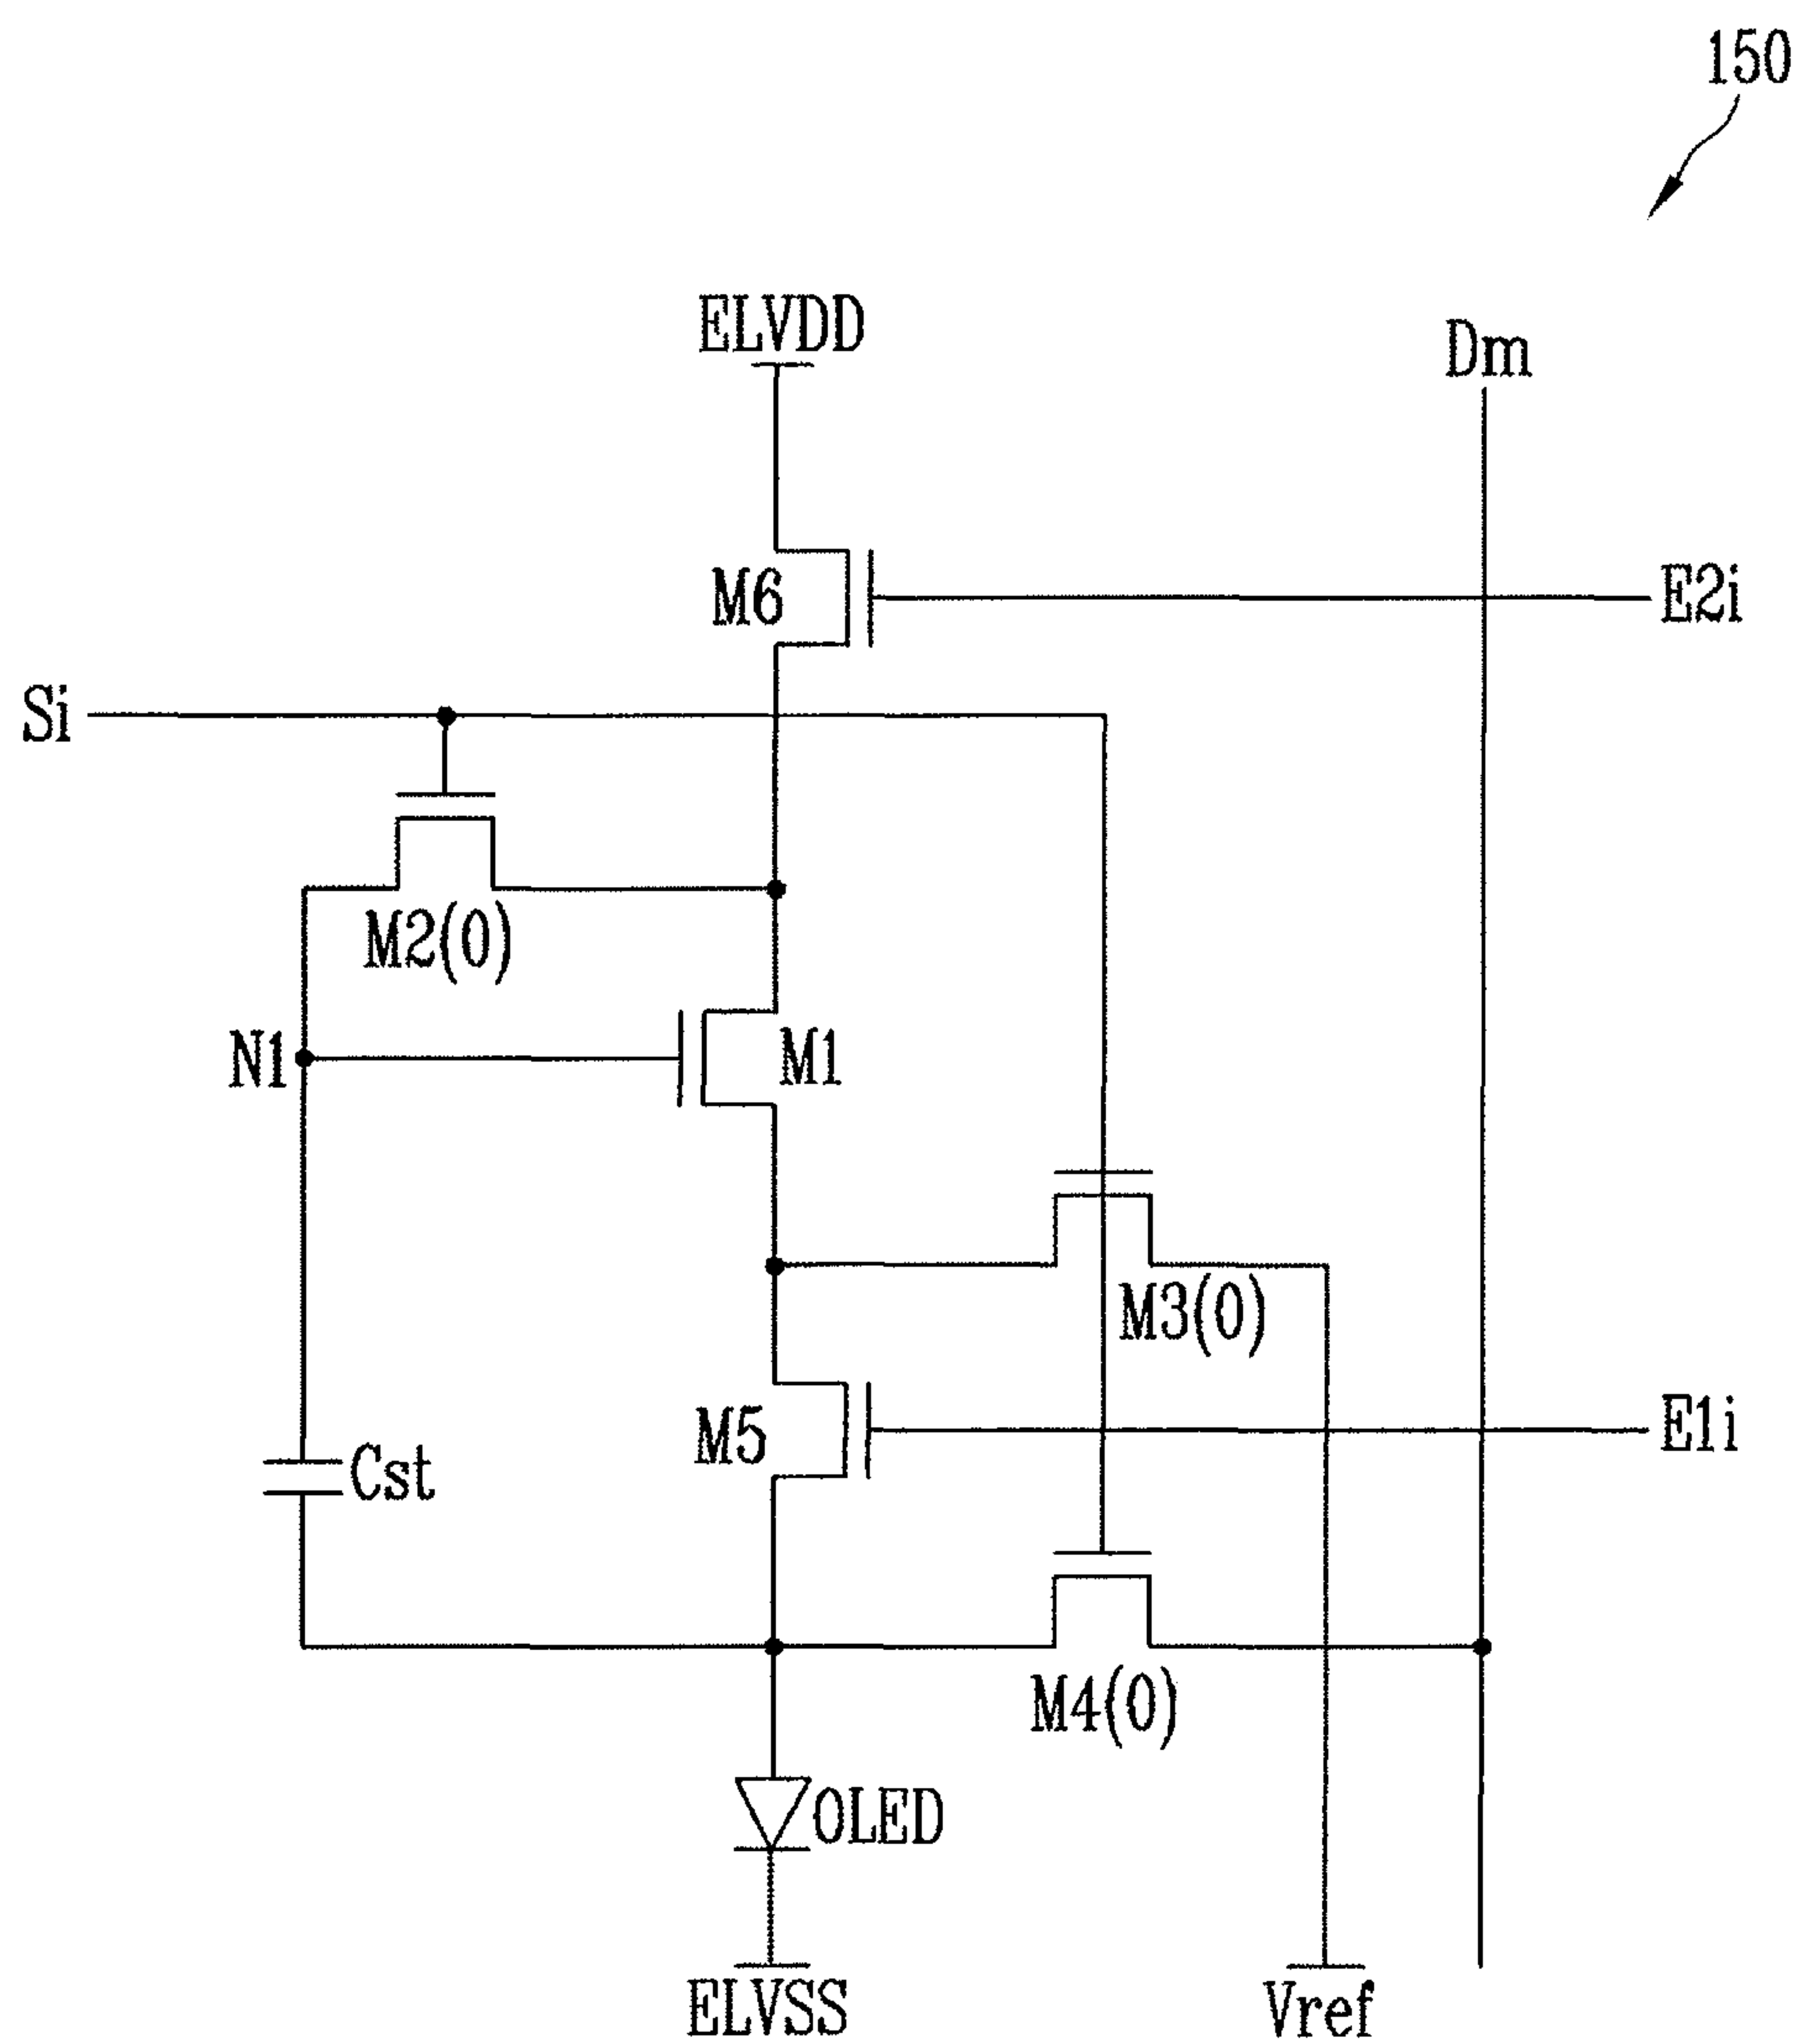 150
ELVDD
Dm
M6
E2i
Si
M2(0)
N1
M1
M3(0)
M5
E1i
Cst
M4(0)
OLED
ELVSS
Vref